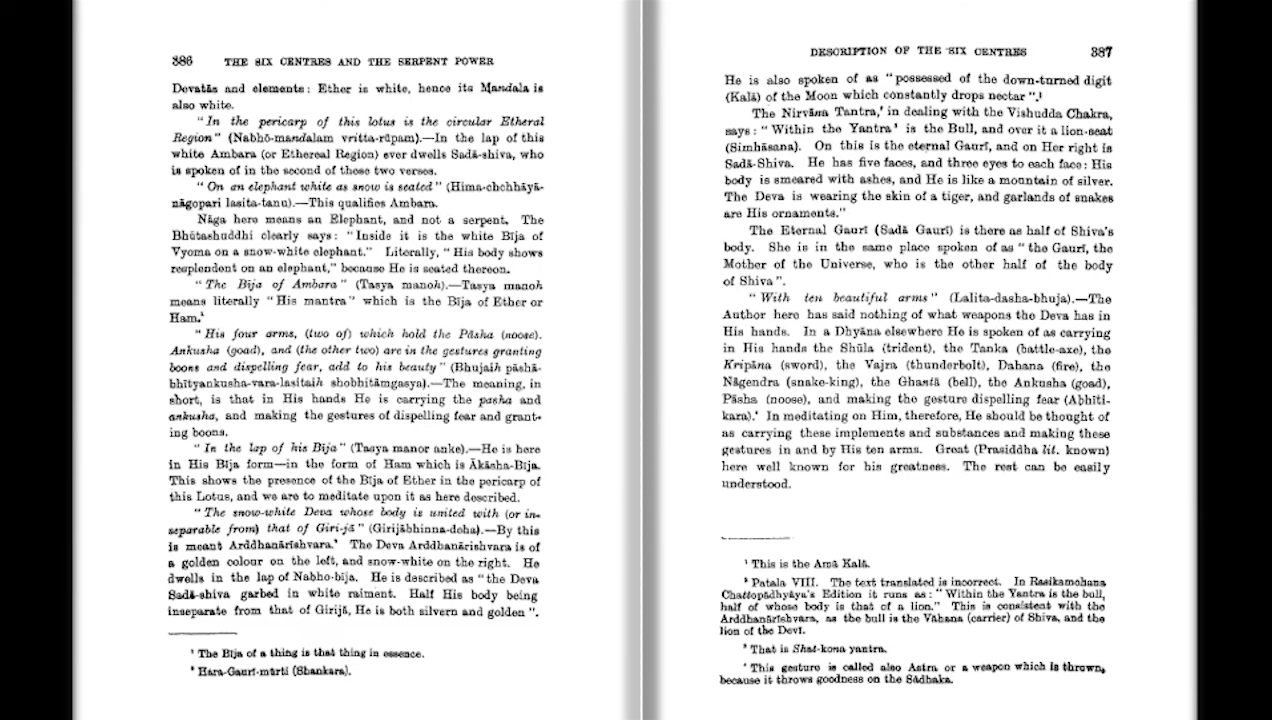 386 THE SIX CENTRES AND THE SERPENT POWER
Devatās and elements: Ether is white, hence its Maṇdala is
also white.
"In the pericarp of this lotus is the circular Etheral
Region" (Nabhō-maṇdalam vritta-rūpam).—In the lap of this
white Ambara (or Ethereal Region) ever dwells Sadā-shiva, who
is spoken of in the second of these two verses.
"On an elephant white as snow is seated" (Hima-chchhāyā-
nāgopari lasita-tanu).—This qualifies Ambara.
Nāga here means an Elephant, and not a serpent. The
Bhūtashuddhi clearly says: "Inside it is the white Bīja of
Vyoma on a snow-white elephant." Literally, "His body shows
resplendent on an elephant," because He is seated thereon.
"The Bīja of Ambara" (Tasya manoh).—Tasya manoh
means literally "His mantra" which is the Bīja of Ether or
Ham.¹
"His four arms, (two of) which hold the Pāsha (noose).
Ankusha (goad), and (the other two) are in the gestures granting
boons and dispelling fear, add to his beauty" (Bhujaih pāshā-
bhītyankusha-vara-lasitaih shobhitāmgasya).—The meaning, in
short, is that in His hands He is carrying the pasha and
ankusha, and making the gestures of dispelling fear and grant-
ing boons.
"In the lap of his Bīja" (Tasya manor anke).—He is here
in His Bīja form—in the form of Ham which is Ākāsha-Bīja.
This shows the presence of the Bīja of Ether in the pericarp of
this Lotus, and we are to meditate upon it as here described.
"The snow-white Deva whose body is united with (or in-
separable from) that of Giri-jā" (Girijābhinna-deha).—By this
is meant Arddhanārīshvara.² The Deva Arddhanārīshvara is of
a golden colour on the left, and snow-white on the right. He
dwells in the lap of Nabho-bīja. He is described as "the Deva
Sadā-shiva garbed in white raiment. Half His body being
inseparate from that of Girijā, He is both silvern and golden".
¹ The Bīja of a thing is that thing in essence.
² Hara-Gaurī-mūrti (Shankara).
DESCRIPTION OF THE SIX CENTRES 387
He is also spoken of as "possessed of the down-turned digit
(Kalā) of the Moon which constantly drops nectar".¹
The Nirvāna Tantra,² in dealing with the Vishudda Chakra,
says: "Within the Yantra³ is the Bull, and over it a lion-seat
(Simhāsana). On this is the eternal Gaurī, and on Her right is
Sadā-Shiva. He has five faces, and three eyes to each face: His
body is smeared with ashes, and He is like a mountain of silver.
The Deva is wearing the skin of a tiger, and garlands of snakes
are His ornaments."
The Eternal Gaurī (Sadā Gaurī) is there as half of Shiva's
body. She is in the same place spoken of as "the Gaurī, the
Mother of the Universe, who is the other half of the body
of Shiva".
"With ten beautiful arms" (Lalita-dasha-bhuja).—The
Author here has said nothing of what weapons the Deva has in
His hands. In a Dhyāna elsewhere He is spoken of as carrying
in His hands the Shūla (trident), the Tanka (battle-axe), the
Kripāna (sword), the Vajra (thunderbolt), Dahana (fire), the
Nāgendra (snake-king), the Ghantā (bell), the Ankusha (goad),
Pāsha (noose), and making the gesture dispelling fear (Abhīti-
kara).⁴ In meditating on Him, therefore, He should be thought of
as carrying these implements and substances and making these
gestures in and by His ten arms. Great (Prasiddha lit. known)
here well known for his greatness. The rest can be easily
understood.
¹ This is the Amā Kalā.
² Patala VIII. The text translated is incorrect. In Rasikamohana
Chattopādhyāya's Edition it runs as: "Within the Yantra is the bull,
half of whose body is that of a lion." This is consistent with the
Arddhanārīshvara, as the bull is the Vāhana (carrier) of Shiva, and the
lion of the Devī.
³ That is Shat-kona yantra.
⁴ This gesture is called also Astra or a weapon which is thrown,
because it throws goodness on the Sādhaka.